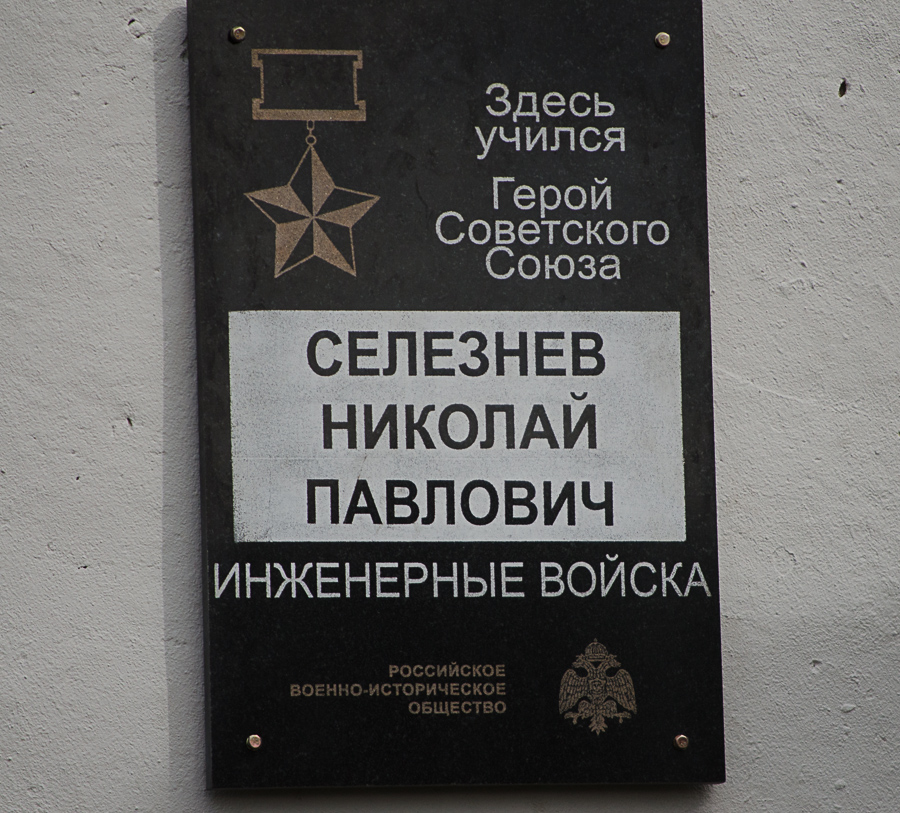 Здесь
учился
Герой
Советского
Союза
СЕЛЕЗНЕВ
НИКОЛАЙ
ПАВЛОВИЧ
ИНЖЕНЕРНЫЕ ВОЙСКА
РОССИЙСКОЕ
ВОЕННО-ИСТОРИЧЕСКОЕ
ОБЩЕСТВО